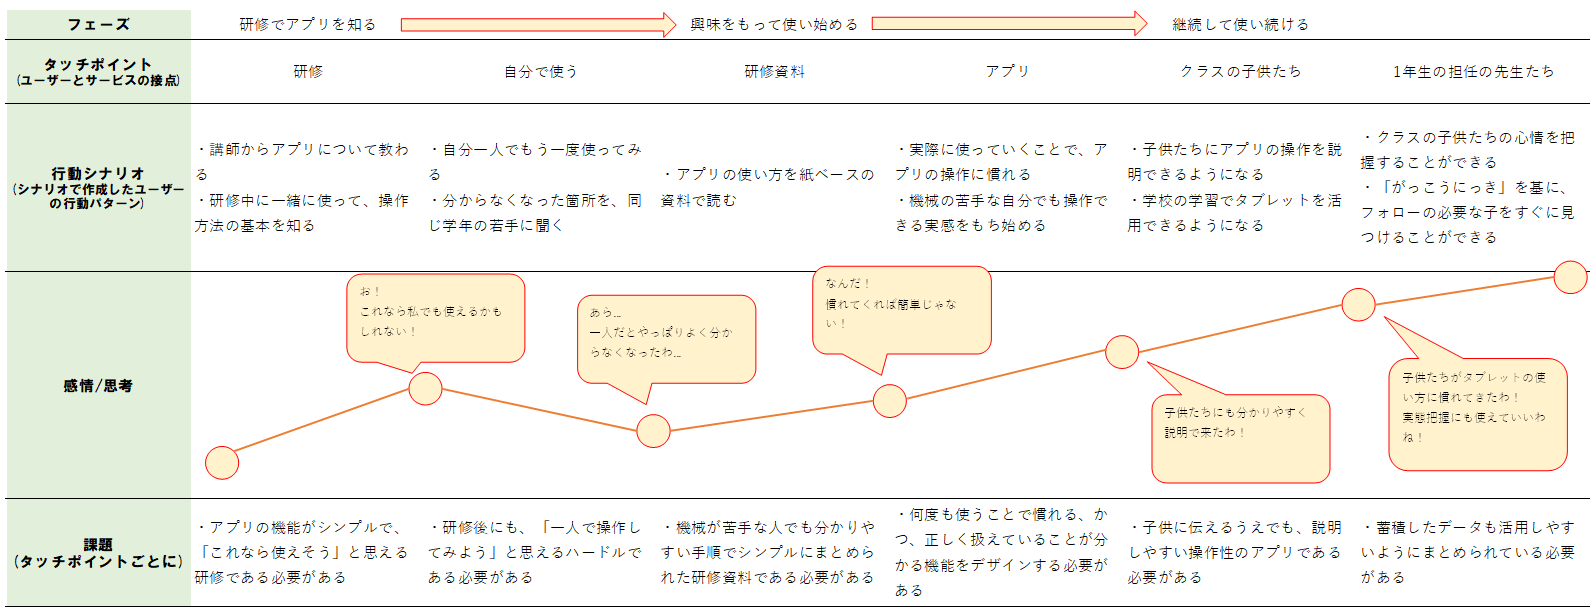 フェーズ
研修でアプリを知る
興味をもって使い始める
継続して使い続ける
タッチポイント
(ユーザーとサービスの接点)
研修
自分で使う
研修資料
アプリ
クラスの子供たち
1年生の担任の先生たち
行動シナリオ
(シナリオで作成したユーザー
の行動パターン)
・講師からアプリについて教わ
る
・研修中に一緒に使って、操作
方法の基本を知る
・自分一人でもう一度使ってみ
る
・分からなくなった箇所を、同
じ学年の若手に聞く
・アプリの使い方を紙ベースの
資料で読む
・実際に使っていくことで、ア
プリの操作に慣れる
・機械の苦手な自分でも操作で
きる実感をもち始める
・子供たちにアプリの操作を説
明できるようになる
・学校の学習でタブレットを活
用できるようになる
・クラスの子供たちの心情を把
握することができる
・「がっこうにっき」を基に、
フォローの必要な子をすぐに見
つけることができる
感情/思考
お！
これなら私でも使えるかも
しれない！
あら…
一人だとやっぱりよく分か
らなくなったわ…
なんだ！
慣れてくれば簡単じゃな
い！
子供たちにも分かりやすく
説明で来たわ！
子供たちがタブレットの使
い方に慣れてきたわ！
実態把握にも使えていいわ
ね！
課題
(タッチポイントごとに)
・アプリの機能がシンプルで、
「これなら使えそう」と思える
研修である必要がある
・研修後にも、「一人で操作し
てみよう」と思えるハードルで
ある必要がある
・機械が苦手な人でも分かりや
すい手順でシンプルにまとめら
れた研修資料である必要がある
・何度も使うことで慣れる、か
つ、正しく扱えていることが分
かる機能をデザインする必要が
ある
・子供に伝えるうえでも、説明
しやすい操作性のアプリである
必要がある
・蓄積したデータも活用しやす
いようにまとめられている必要
がある